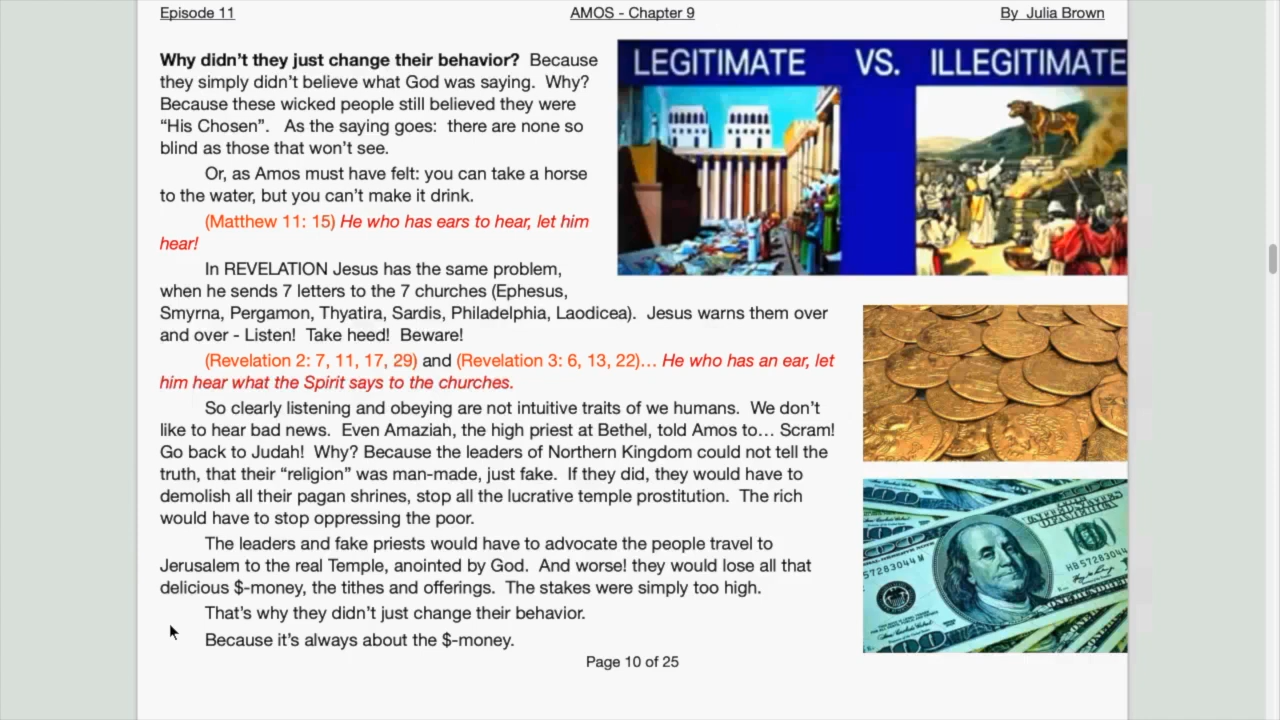 Episode 11
AMOS - Chapter 9
By Julia Brown
LEGITIMATE VS. ILLEGITIMATE
Why didn't they just change their behavior? Because
they simply didn't believe what God was saying. Why?
Because these wicked people still believed they were
“His Chosen”. As the saying goes: there are none so
blind as those that won't see.
Or, as Amos must have felt: you can take a horse
to the water, but you can't make it drink.
(Matthew 11: 15) He who has ears to hear, let him
hear!
In REVELATION Jesus has the same problem,
when he sends 7 letters to the 7 churches (Ephesus,
Smyrna, Pergamon, Thyatira, Sardis, Philadelphia, Laodicea). Jesus warns them over
and over - Listen! Take heed! Beware!
(Revelation 2: 7, 11, 17, 29) and (Revelation 3: 6, 13, 22)… He who has an ear, let
him hear what the Spirit says to the churches.
So clearly listening and obeying are not intuitive traits of we humans. We don't
like to hear bad news. Even Amaziah, the high priest at Bethel, told Amos to… Scram!
Go back to Judah! Why? Because the leaders of Northern Kingdom could not tell the
truth, that their “religion” was man-made, just fake. If they did, they would have to
demolish all their pagan shrines, stop all the lucrative temple prostitution. The rich
would have to stop oppressing the poor.
The leaders and fake priests would have to advocate the people travel to
Jerusalem to the real Temple, anointed by God. And worse! they would lose all that
delicious $-money, the tithes and offerings. The stakes were simply too high.
That's why they didn't just change their behavior.
Because it's always about the $-money.
Page 10 of 25
UNITED STATES
OF AMERICA
57283044
HB 57283044
100